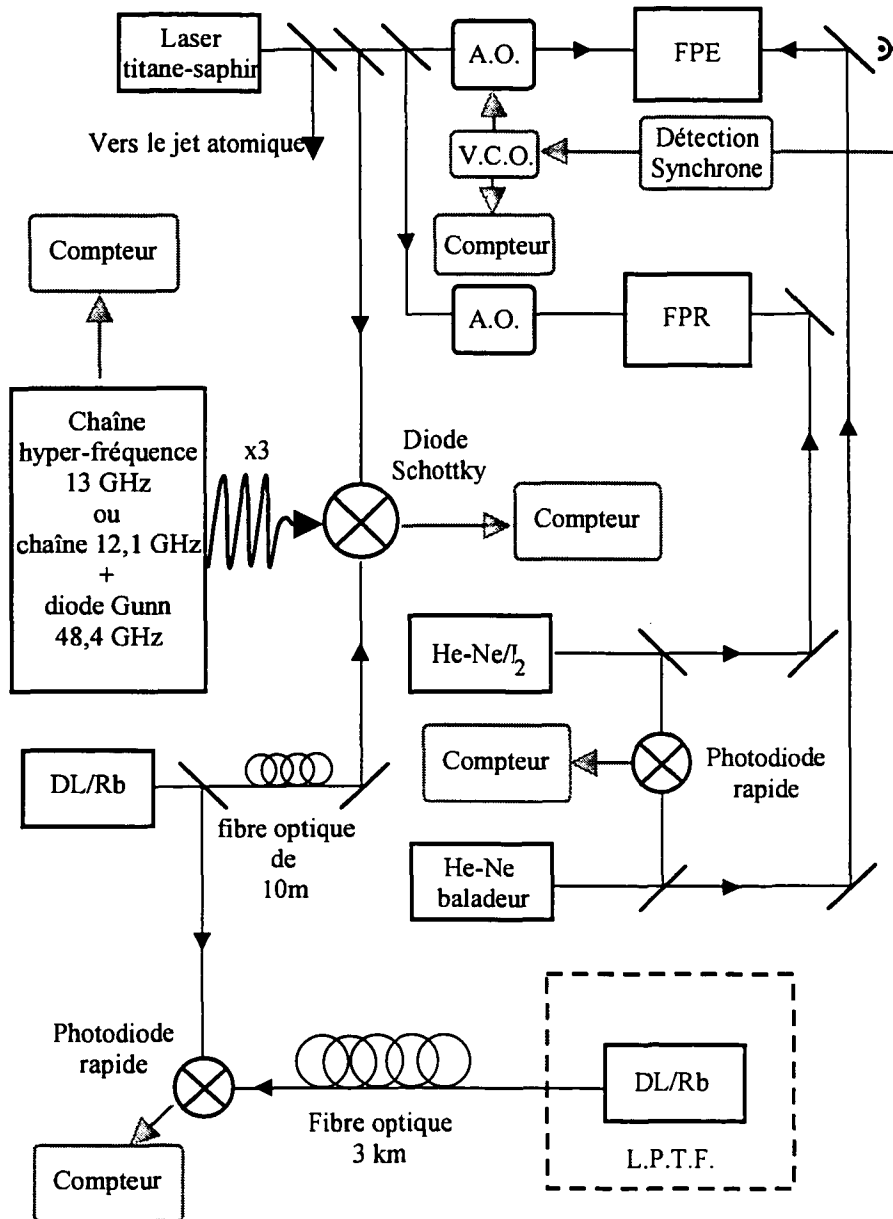 Laser
titane-saphir
A.O.
FPE
Vers le jet atomique
V.C.O.
Détection
Synchrone
Compteur
Compteur
A.O.
FPR
Chaîne
hyper-fréquence
13 GHz
ou
chaîne 12,1 GHz
+
diode Gunn
48,4 GHz
x3
Diode
Schottky
Compteur
He-Ne/I2
Compteur
Photodiode
rapide
DL/Rb
fibre optique
de
10m
He-Ne
baladeur
Photodiode
rapide
Fibre optique
3 km
DL/Rb
L.P.T.F.
Compteur